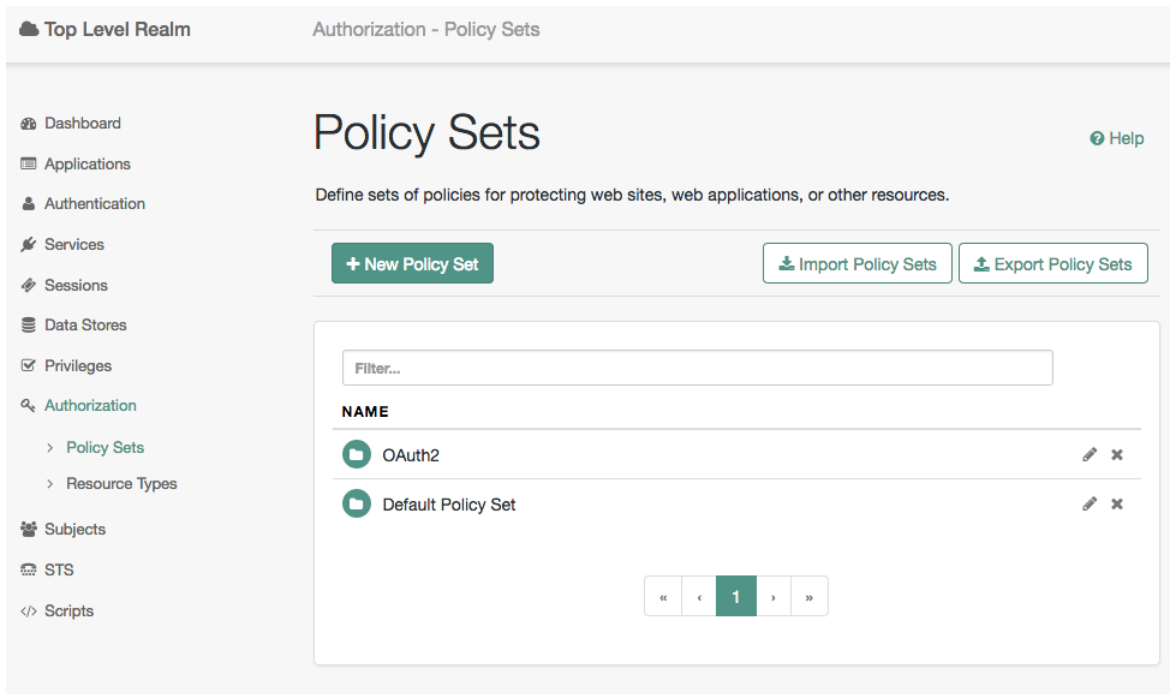 Top Level Realm
Authorization - Policy Sets
Dashboard
Applications
Authentication
Services
Sessions
Data Stores
Privileges
Authorization
> Policy Sets
> Resource Types
Subjects
STS
</> Scripts
Policy Sets
Help
Define sets of policies for protecting web sites, web applications, or other resources.
+ New Policy Set
Import Policy Sets
Export Policy Sets
Filter...
NAME
OAuth2
Default Policy Set
« ‹ 1 › »